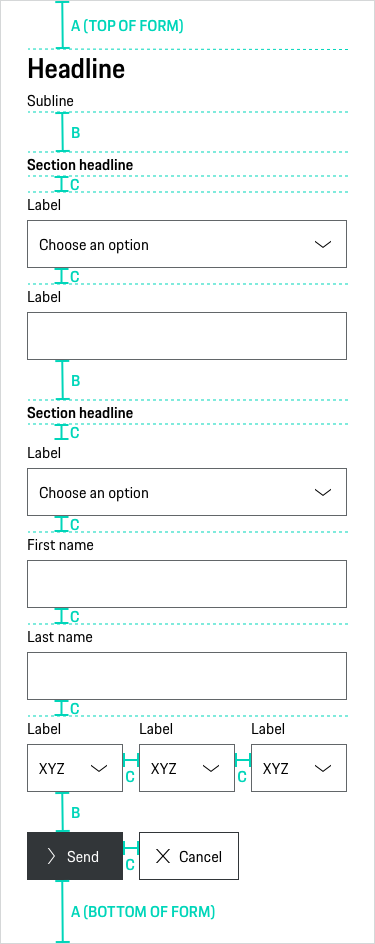 A (TOP OF FORM)
Headline
Subline
B
Section headline
C
Label
Choose an option
C
Label
B
Section headline
C
Label
Choose an option
C
First name
C
Last name
C
Label Label Label
XYZ C XYZ C XYZ
B
Send C Cancel
A (BOTTOM OF FORM)